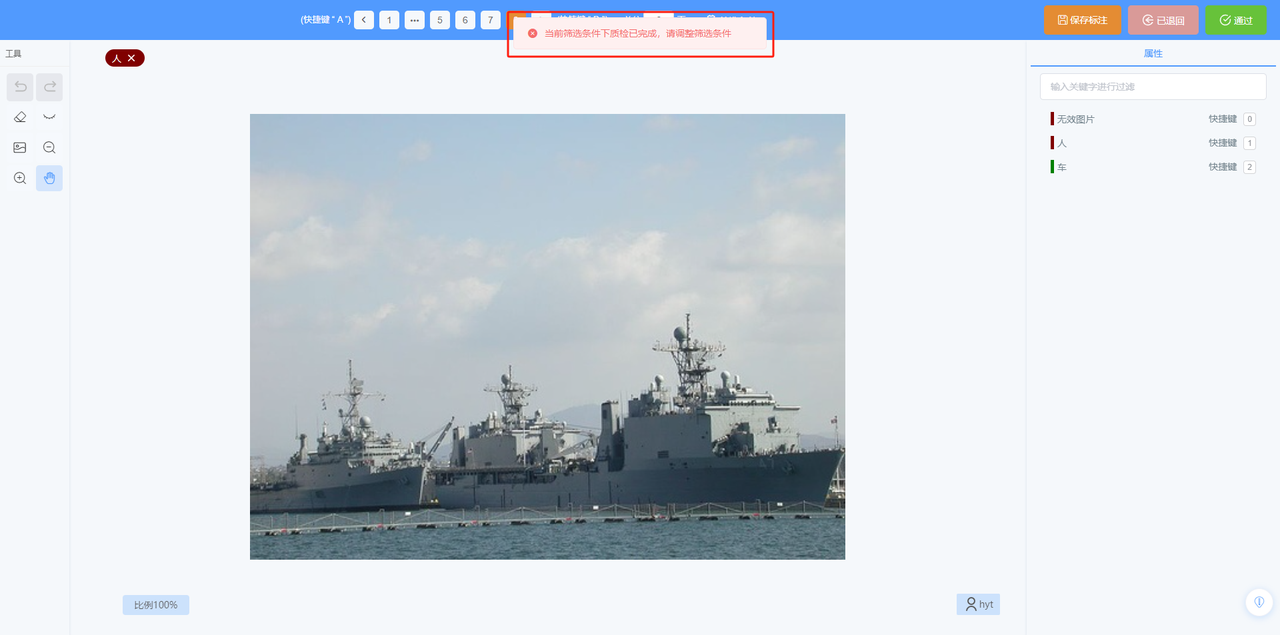 (快捷键 " A ") 1 ••• 5 6 7
当前筛选条件下质检已完成，请调整筛选条件
保存标注 已退回 通过
工具
人
属性
输入关键字进行过滤
无效图片 快捷键 0
人 快捷键 1
车 快捷键 2
比例100%
hyt